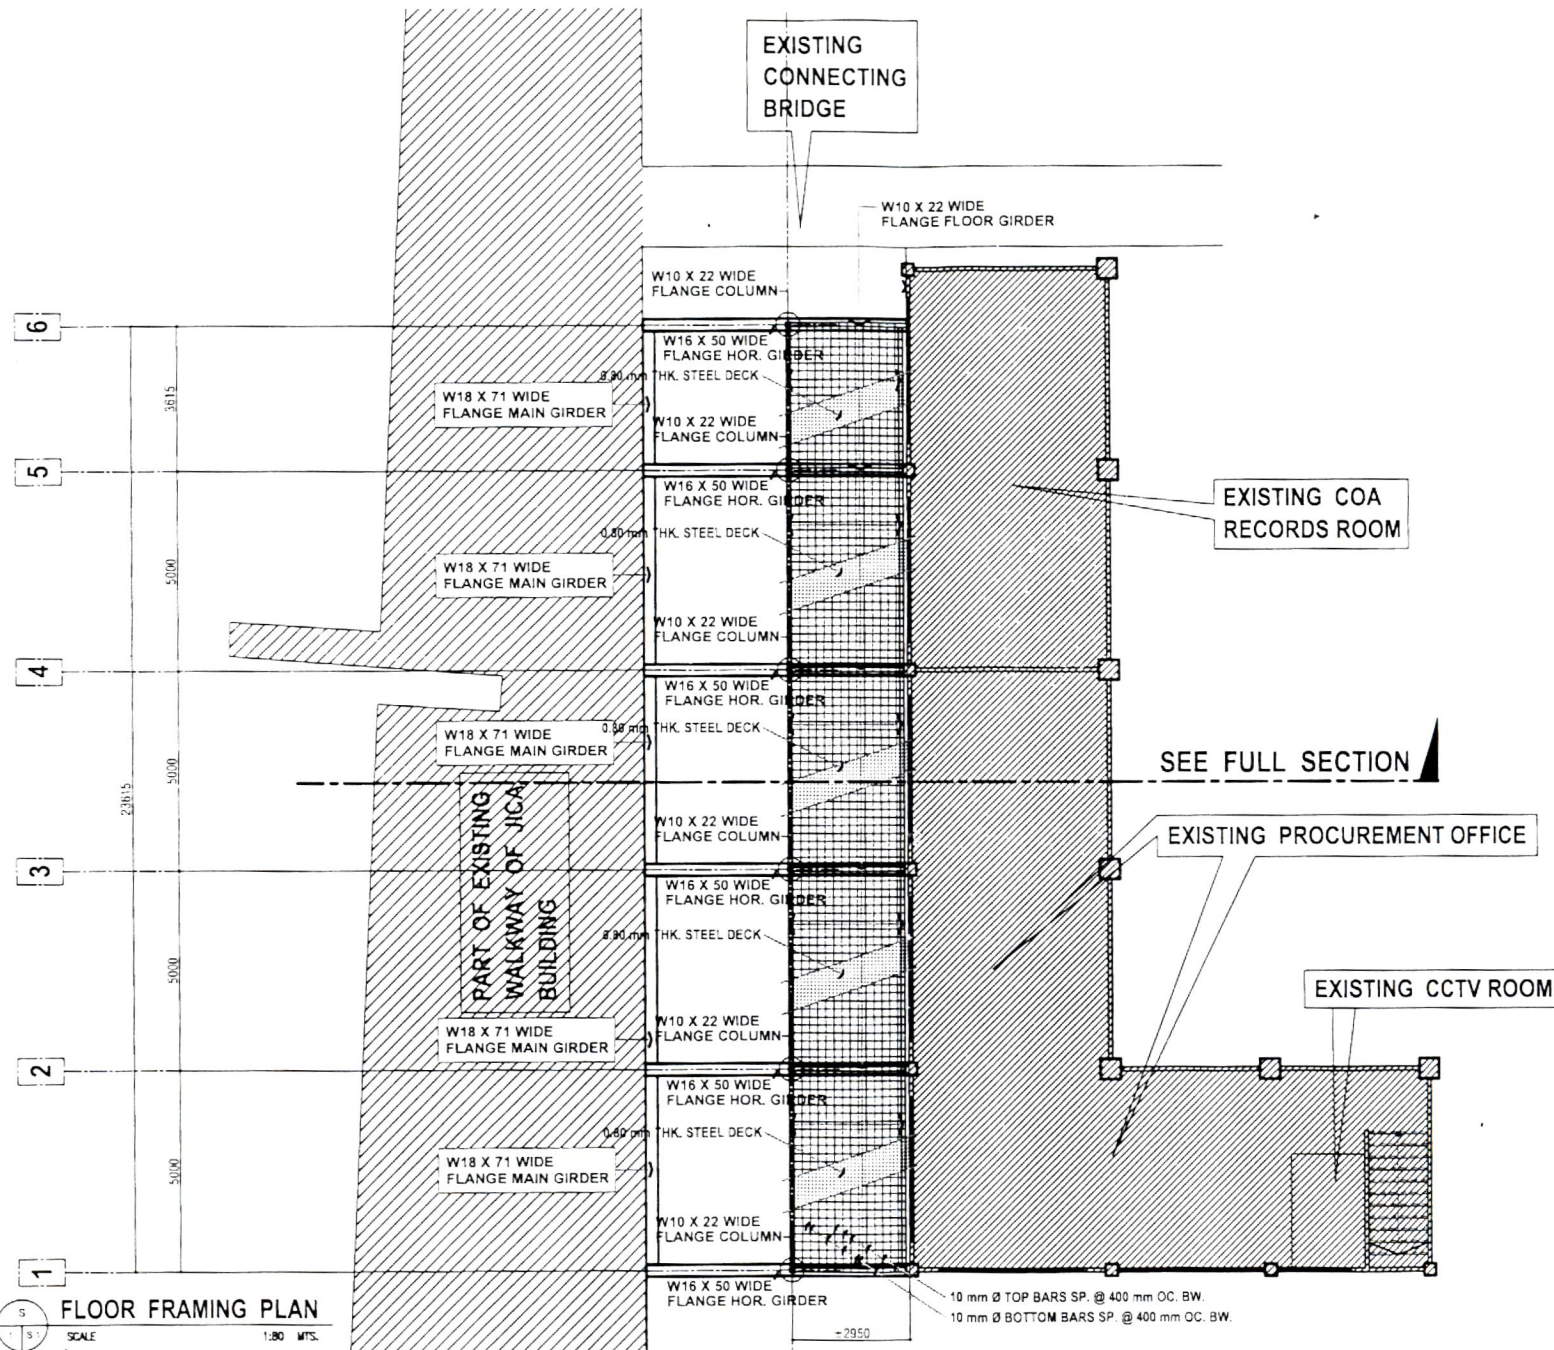 EXISTING
CONNECTING
BRIDGE
W10 X 22 WIDE
FLANGE FLOOR GIRDER
W10 X 22 WIDE
FLANGE COLUMN
6
W16 X 50 WIDE
FLANGE HOR. GIRDER
0.80 mm THK. STEEL DECK
W18 X 71 WIDE
FLANGE MAIN GIRDER
3615
W10 X 22 WIDE
FLANGE COLUMN
5
W16 X 50 WIDE
FLANGE HOR. GIRDER
EXISTING COA
RECORDS ROOM
0.80 mm THK. STEEL DECK
W18 X 71 WIDE
FLANGE MAIN GIRDER
5000
W10 X 22 WIDE
FLANGE COLUMN
4
W16 X 50 WIDE
FLANGE HOR. GIRDER
0.80 mm THK. STEEL DECK
W18 X 71 WIDE
FLANGE MAIN GIRDER
SEE FULL SECTION
5000
23615
W10 X 22 WIDE
FLANGE COLUMN
EXISTING PROCUREMENT OFFICE
3
PART OF EXISTING
WALKWAY OF JICA
BUILDING
W16 X 50 WIDE
FLANGE HOR. GIRDER
0.80 mm THK. STEEL DECK
5000
EXISTING CCTV ROOM
W10 X 22 WIDE
FLANGE COLUMN
W18 X 71 WIDE
FLANGE MAIN GIRDER
2
W16 X 50 WIDE
FLANGE HOR. GIRDER
0.80 mm THK. STEEL DECK
W18 X 71 WIDE
FLANGE MAIN GIRDER
5000
W10 X 22 WIDE
FLANGE COLUMN
1
W16 X 50 WIDE
FLANGE HOR. GIRDER
10 mm Ø TOP BARS SP. @ 400 mm OC. BW.
10 mm Ø BOTTOM BARS SP. @ 400 mm OC. BW.
±2950
S
1 S1
FLOOR FRAMING PLAN
SCALE 1:80 MTS.